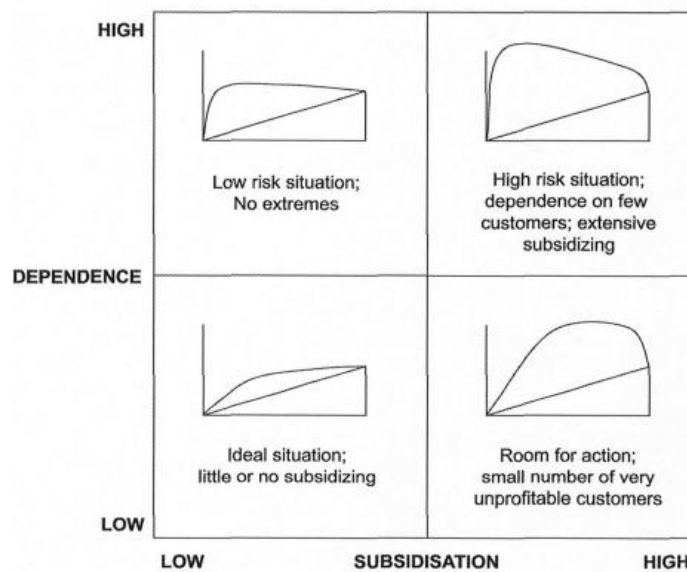 HIGH
Low risk situation;
No extremes
High risk situation;
dependence on few
customers; extensive
subsidizing
DEPENDENCE
Ideal situation;
little or no subsidizing
Room for action;
small number of very
unprofitable customers
LOW
LOW
SUBSIDISATION
HIGH